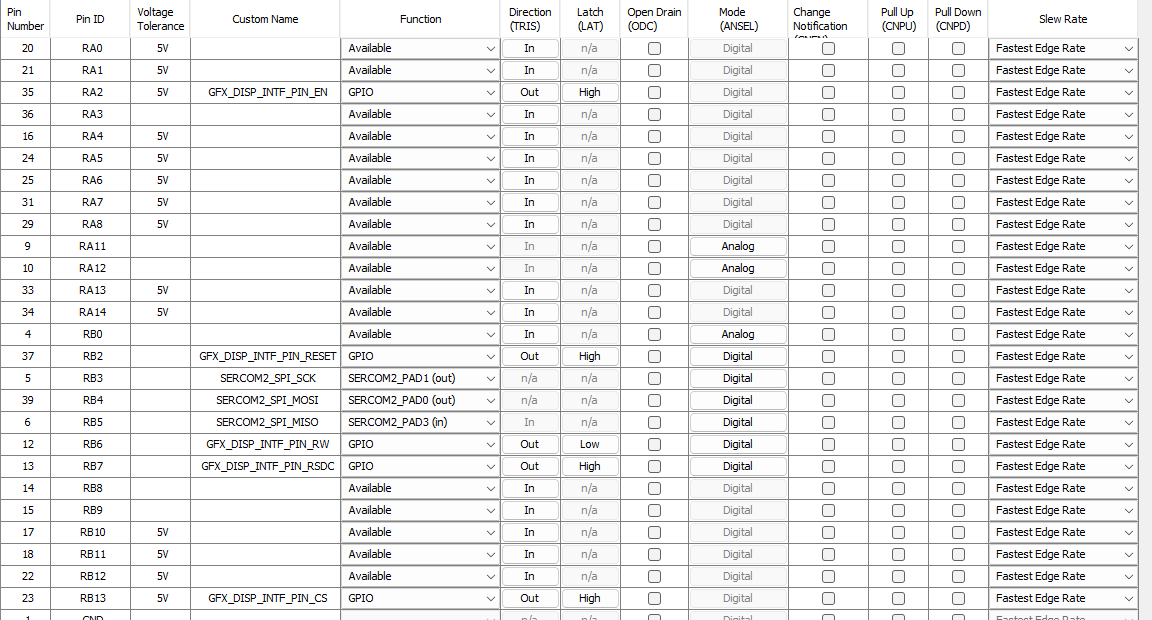 Pin Number Pin ID Voltage Tolerance Custom Name Function Direction (TRIS) Latch (LAT) Open Drain (ODC) Mode (ANSEL) Change Notification Pull Up (CNPU) Pull Down (CNPD) Slew Rate
20 RA0 5V Available In n/a Digital Fastest Edge Rate
21 RA1 5V Available In n/a Digital Fastest Edge Rate
35 RA2 5V GFX_DISP_INTF_PIN_EN GPIO Out High Digital Fastest Edge Rate
36 RA3 Available In n/a Digital Fastest Edge Rate
16 RA4 5V Available In n/a Digital Fastest Edge Rate
24 RA5 5V Available In n/a Digital Fastest Edge Rate
25 RA6 5V Available In n/a Digital Fastest Edge Rate
31 RA7 5V Available In n/a Digital Fastest Edge Rate
29 RA8 5V Available In n/a Digital Fastest Edge Rate
9 RA11 Available In n/a Analog Fastest Edge Rate
10 RA12 Available In n/a Analog Fastest Edge Rate
33 RA13 5V Available In n/a Digital Fastest Edge Rate
34 RA14 5V Available In n/a Digital Fastest Edge Rate
4 RB0 Available In n/a Analog Fastest Edge Rate
37 RB2 GFX_DISP_INTF_PIN_RESET GPIO Out High Digital Fastest Edge Rate
5 RB3 SERCOM2_SPI_SCK SERCOM2_PAD1 (out) n/a n/a Digital Fastest Edge Rate
39 RB4 SERCOM2_SPI_MOSI SERCOM2_PAD0 (out) n/a n/a Digital Fastest Edge Rate
6 RB5 SERCOM2_SPI_MISO SERCOM2_PAD3 (in) In n/a Digital Fastest Edge Rate
12 RB6 GFX_DISP_INTF_PIN_RW GPIO Out Low Digital Fastest Edge Rate
13 RB7 GFX_DISP_INTF_PIN_RSDC GPIO Out High Digital Fastest Edge Rate
14 RB8 Available In n/a Digital Fastest Edge Rate
15 RB9 Available In n/a Digital Fastest Edge Rate
17 RB10 5V Available In n/a Digital Fastest Edge Rate
18 RB11 5V Available In n/a Digital Fastest Edge Rate
22 RB12 5V Available In n/a Digital Fastest Edge Rate
23 RB13 5V GFX_DISP_INTF_PIN_CS GPIO Out High Digital Fastest Edge Rate